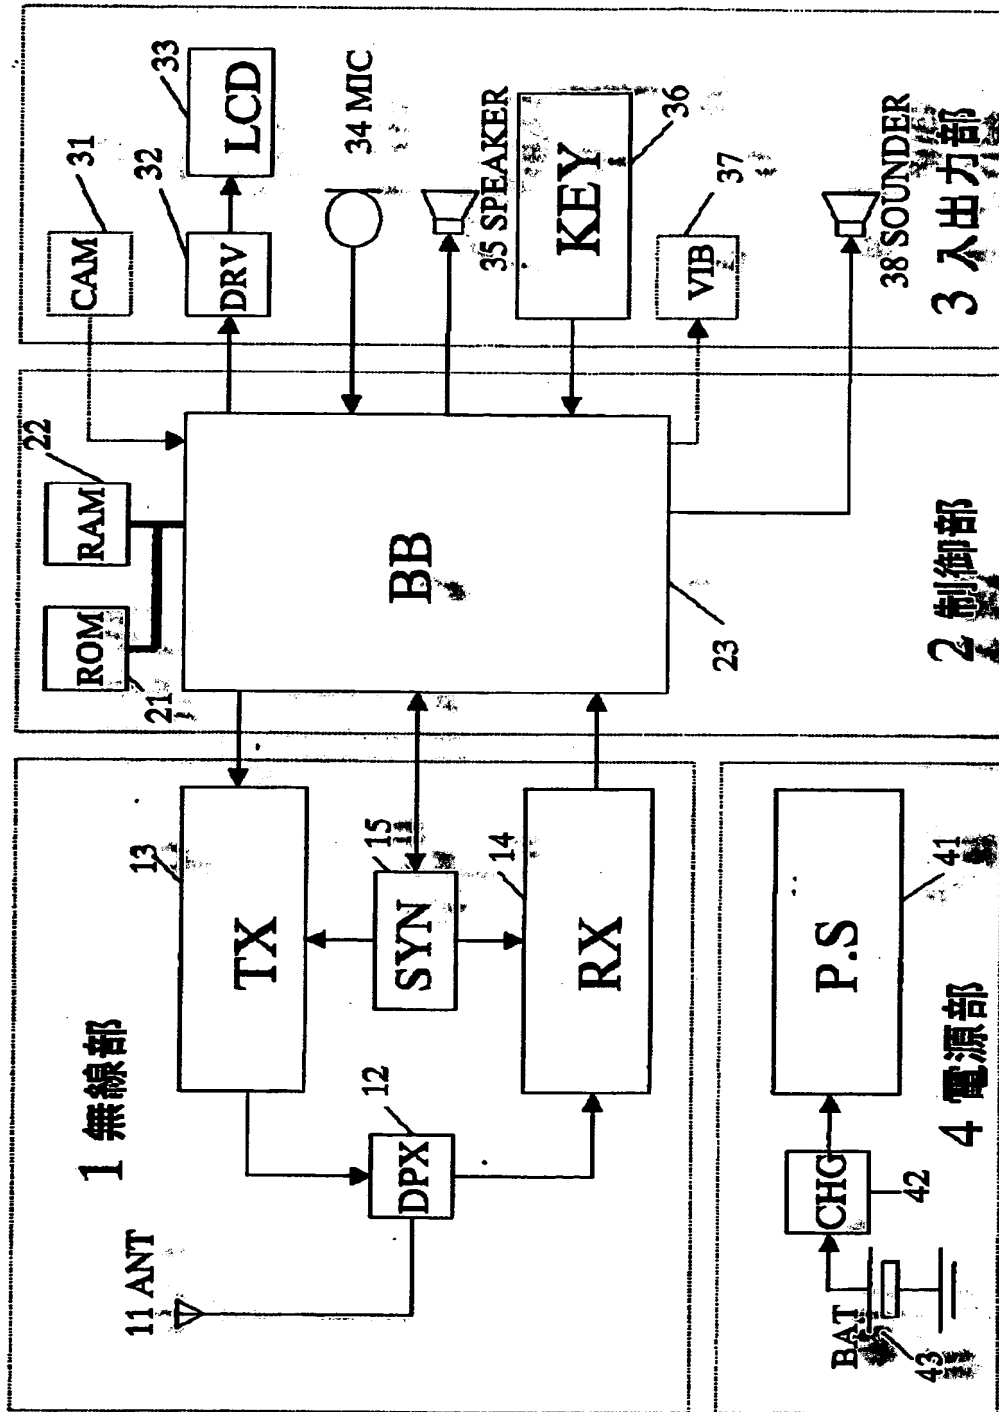 1 無線部
11 ANT
DPX
12
TX
13
SYN
15
RX
14
ROM
21
RAM
22
BB
23
2 制御部
CAM
31
DRV
32
LCD
33
34 MIC
35 SPEAKER
KEY
36
VIB
37
38 SOUNDER
3 入出力部
BAT
43
CHG
42
P.S
41
4 電源部